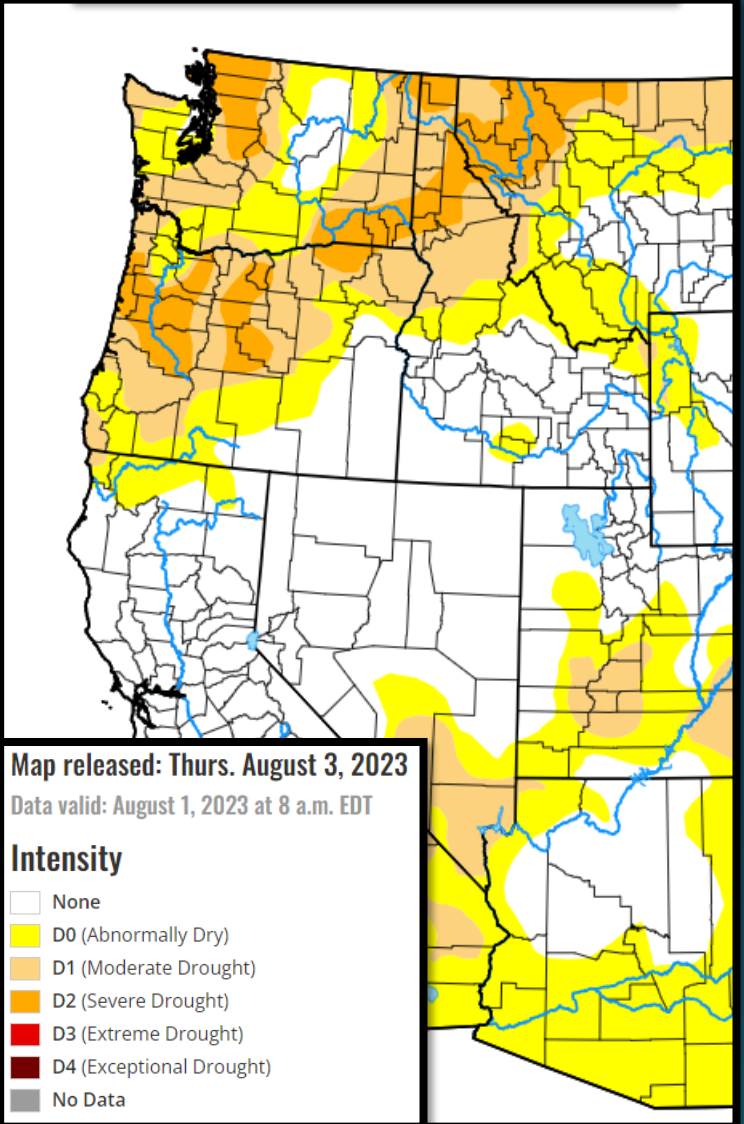 Map released: Thurs. August 3, 2023
Data valid: August 1, 2023 at 8 a.m. EDT
Intensity
None
D0 (Abnormally Dry)
D1 (Moderate Drought)
D2 (Severe Drought)
D3 (Extreme Drought)
D4 (Exceptional Drought)
No Data